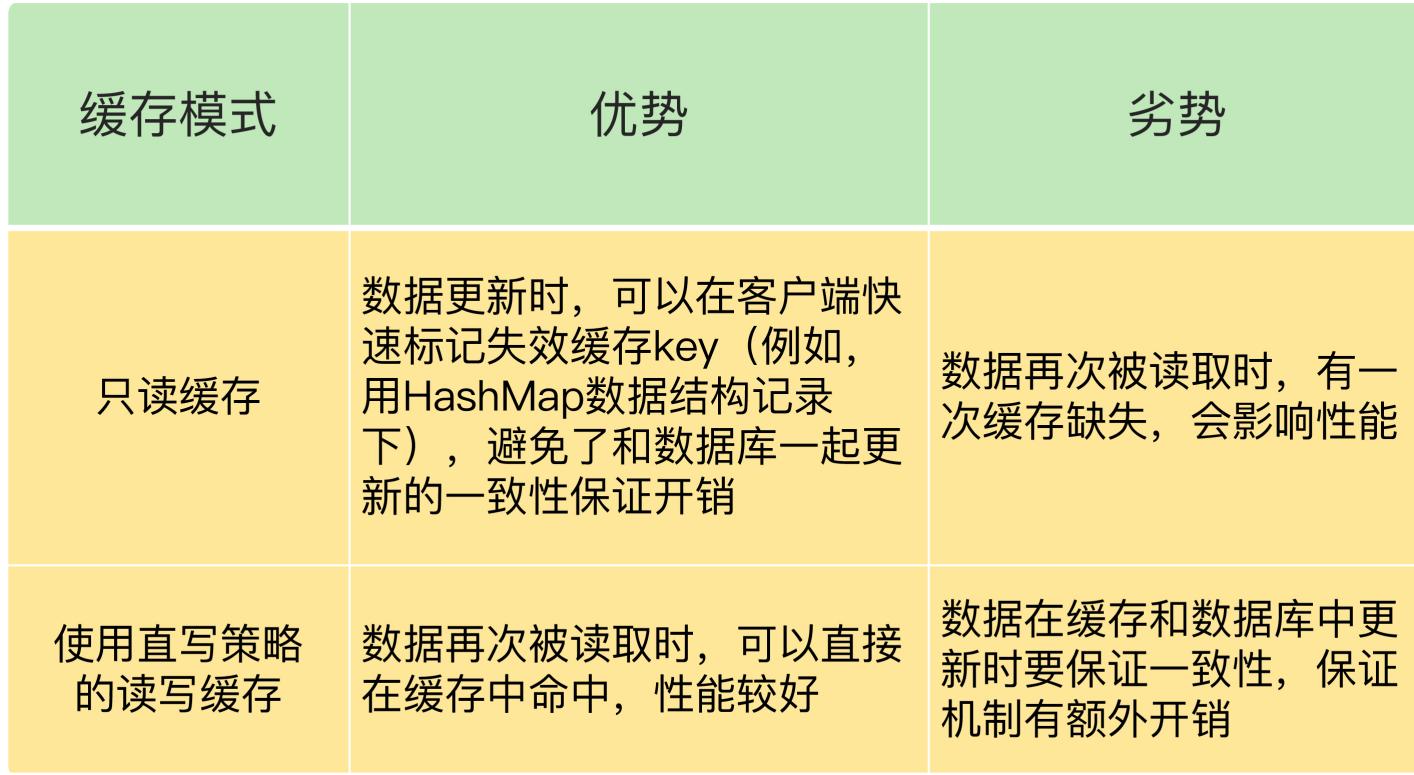 缓存模式
优势
劣势
只读缓存
数据更新时，可以在客户端快
速标记失效缓存key（例如，
用HashMap数据结构记录
下），避免了和数据库一起更
新的一致性保证开销
数据再次被读取时，有一
次缓存缺失，会影响性能
使用直写策略
的读写缓存
数据再次被读取时，可以直接
在缓存中命中，性能较好
数据在缓存和数据库中更
新时要保证一致性，保证
机制有额外开销